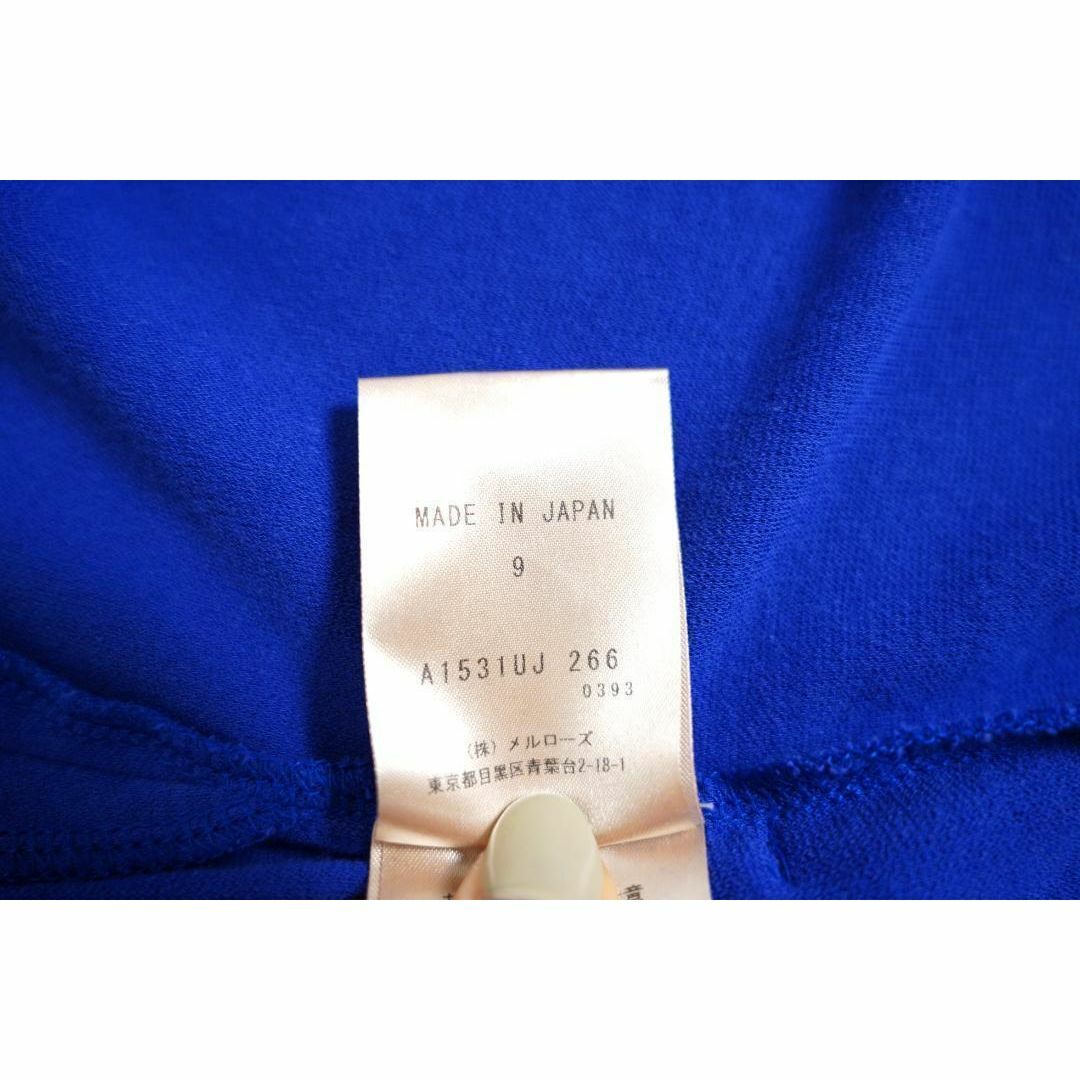 MADE IN JAPAN
9
A1531UJ 266
0393
(株) メルローズ
東京都目黒区青葉台2-18-1